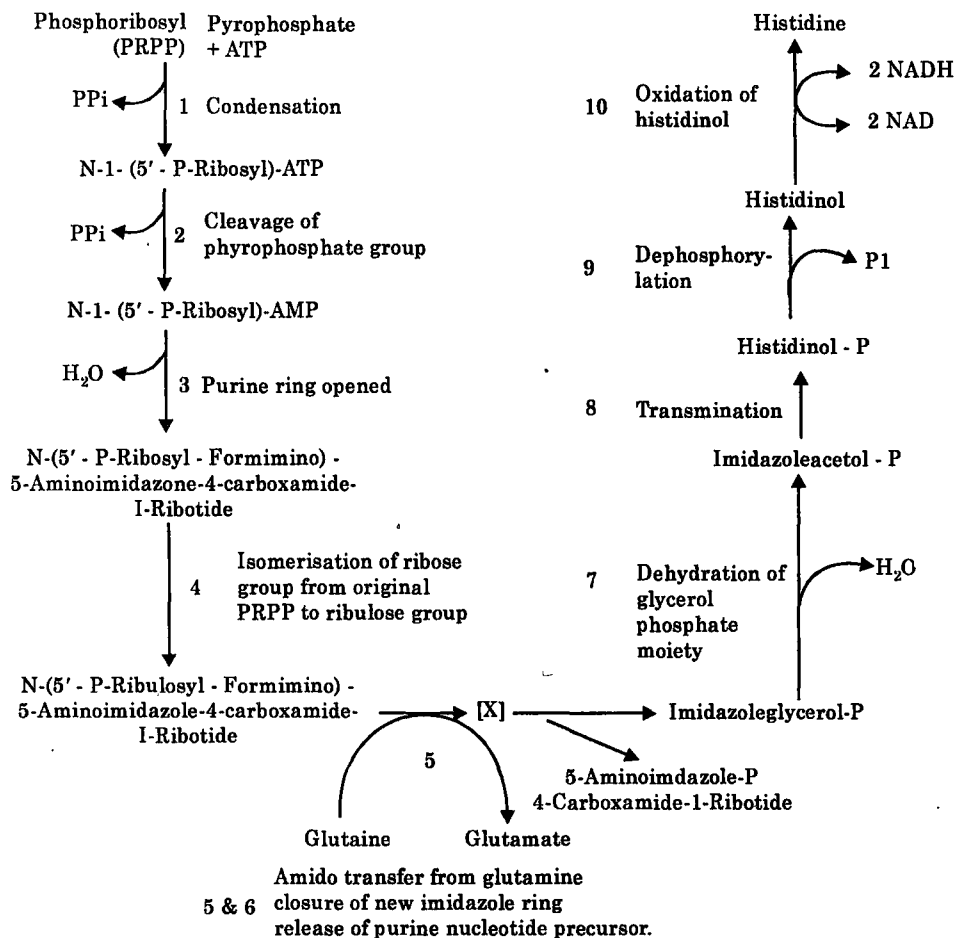 Phosphoribosyl Pyrophosphate
(PRPP) + ATP
PPi
1 Condensation
N-1- (5' - P-Ribosyl)-ATP
PPi
2 Cleavage of
phyrophosphate group
N-1- (5' - P-Ribosyl)-AMP
H₂O
3 Purine ring opened
N-(5' - P-Ribosyl - Formimino) -
5-Aminoimidazone-4-carboxamide-
I-Ribotide
4 Isomerisation of ribose
group from original
PRPP to ribulose group
N-(5' - P-Ribulosyl - Formimino) -
5-Aminoimidazole-4-carboxamide-
I-Ribotide
[X]
5
Glutaine
Glutamate
5 & 6 Amido transfer from glutamine
closure of new imidazole ring
release of purine nucleotide precursor.
5-Aminoimdazole-P
4-Carboxamide-1-Ribotide
Imidazoleglycerol-P
7 Dehydration of
glycerol
phosphate
moiety
H₂O
Imidazoleacetol - P
8 Transmination
Histidinol - P
9 Dephosphory-
lation
P1
Histidinol
10 Oxidation of
histidinol
2 NADH
2 NAD
Histidine